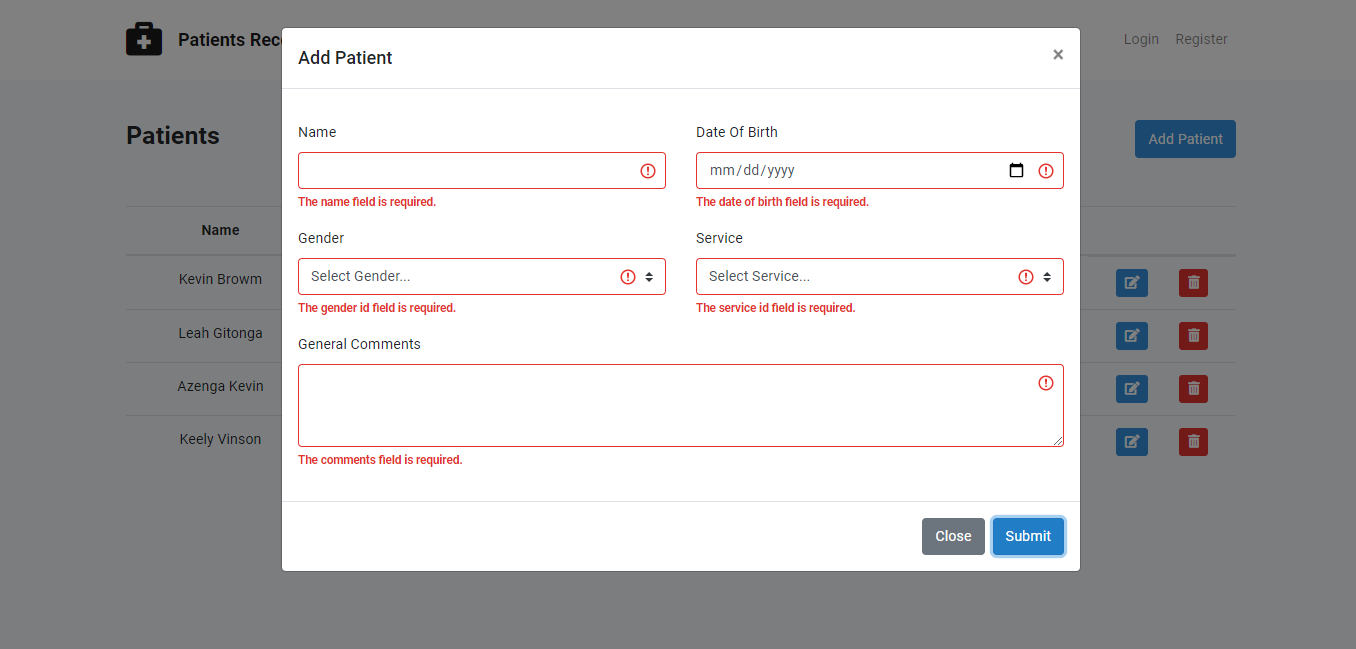 Patients Rec
Login Register
Add Patient ×
Patients
Add Patient
Name Date Of Birth
mm/dd/yyyy
The name field is required. The date of birth field is required.
Name
Gender Service
Select Gender... Select Service...
Kevin Browm
The gender id field is required. The service id field is required.
Leah Gitonga
General Comments
Azenga Kevin
Keely Vinson
The comments field is required.
Close Submit